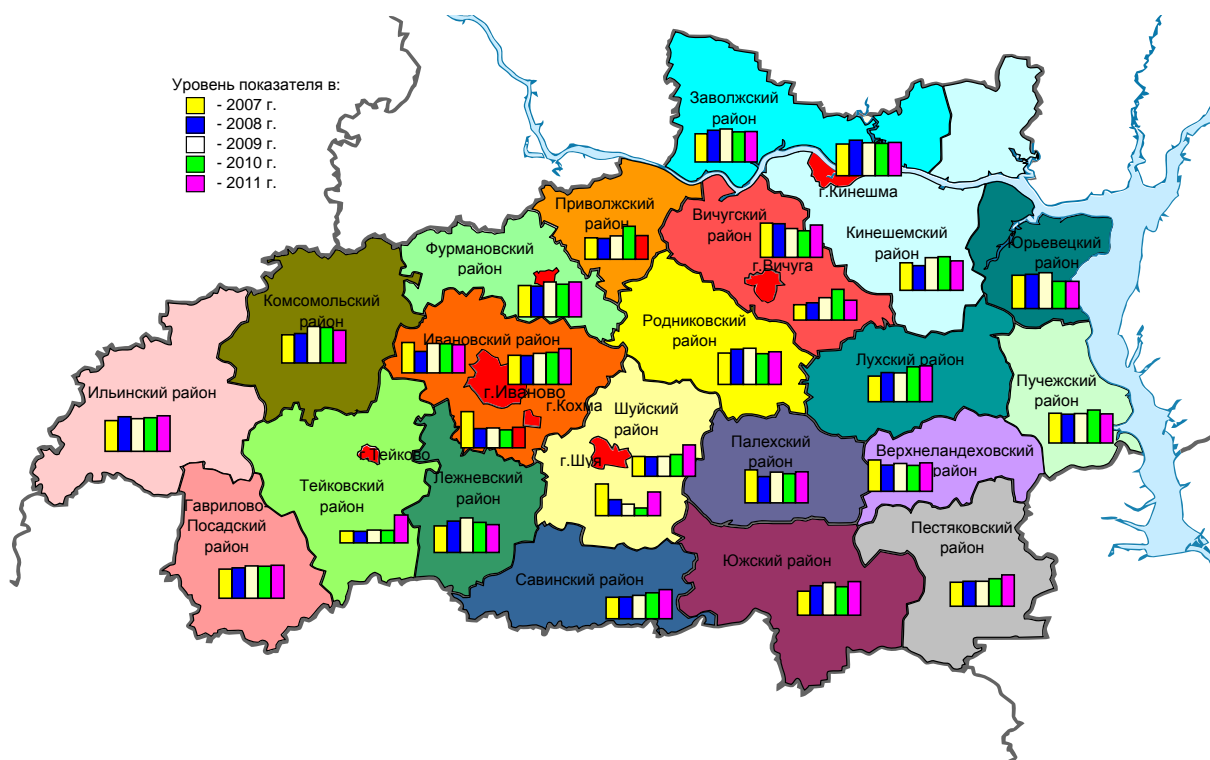 Уровень показателя в:
- 2007 г.
- 2008 г.
- 2009 г.
- 2010 г.
- 2011 г.
Заволжский
район
г.Кинешма
Приволжский
район
Вичугский
район
Кинешемский
район
Юрьевецкий
район
Фурмановский
район
г.Вичуга
Комсомольский
район
Родниковский
район
Ивановский район
Лухский район
Ильинский район
г.Иваново
Пучежский
район
г.Кохма
Шуйский
район
Палехский
район
Верхнеландеховский
район
г.Тейково
г.Шуя
Лежневский
район
Тейковский
район
Гаврилово-
Посадский
район
Пестяковский
район
Савинский район
Южский район